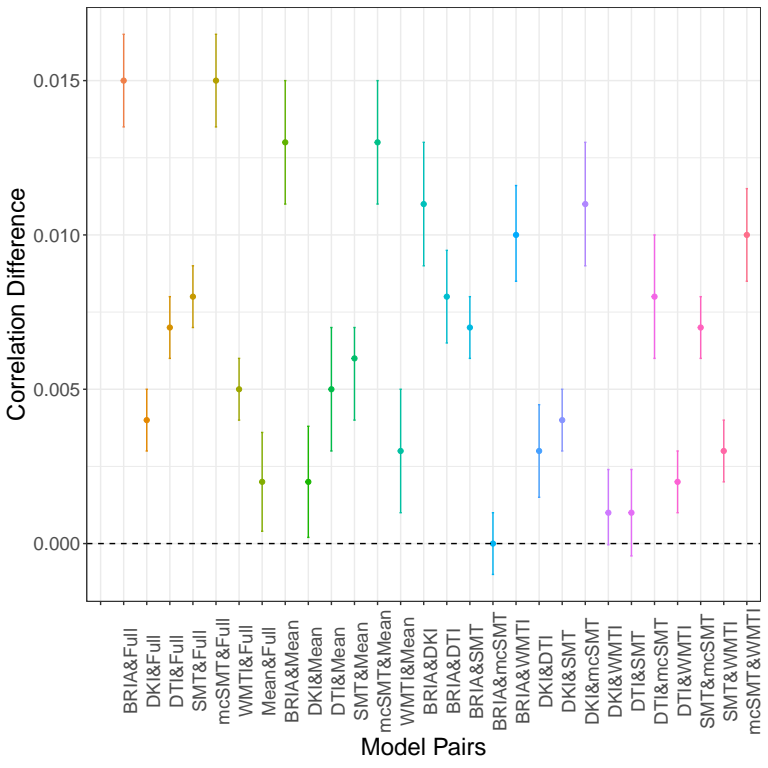 0.015
0.010
0.005
0.000
Correlation Difference
BRIA&Full
DKI&Full
DTI&Full
SMT&Full
mcSMT&Full
WMTI&Full
Mean&Full
BRIA&Mean
DKI&Mean
DTI&Mean
SMT&Mean
mcSMT&Mean
WMTI&Mean
BRIA&DKI
BRIA&DTI
BRIA&SMT
BRIA&mcSMT
BRIA&WMTI
DKI&DTI
DKI&SMT
DKI&mcSMT
DKI&WMTI
DTI&SMT
DTI&mcSMT
DTI&WMTI
SMT&mcSMT
SMT&WMTI
mcSMT&WMTI
Model Pairs